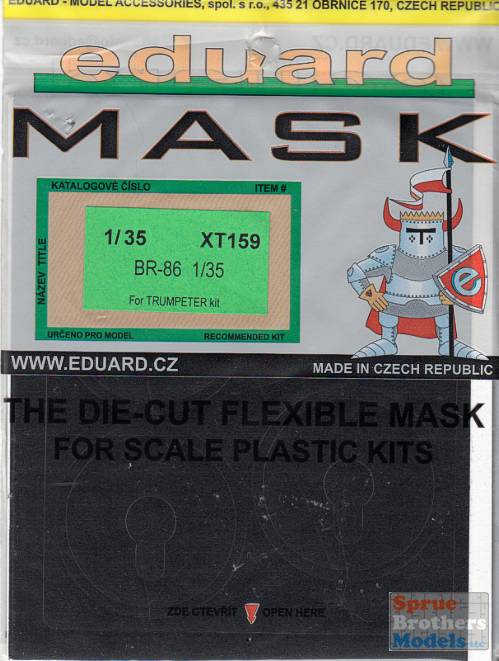 EDUARD - MODEL ACCESSORIES, spol. s r.o., 435 21 OBRNICE 170, CZECH REPUBLIC
eduard
MASK
KATALOGOVÉ ČÍSLO ITEM #
NÁZEV TITLE
1/35 XT159
BR-86 1/35
For TRUMPETER kit
URČENO PRO MODEL RECOMMENDED KIT
T
e
WWW.EDUARD.CZ MADE IN CZECH REPUBLIC
THE DIE-CUT FLEXIBLE MASK
FOR SCALE PLASTIC KITS
ZDE OTEVŘÍT OPEN HERE
Sprue
Brothers
Models LLC